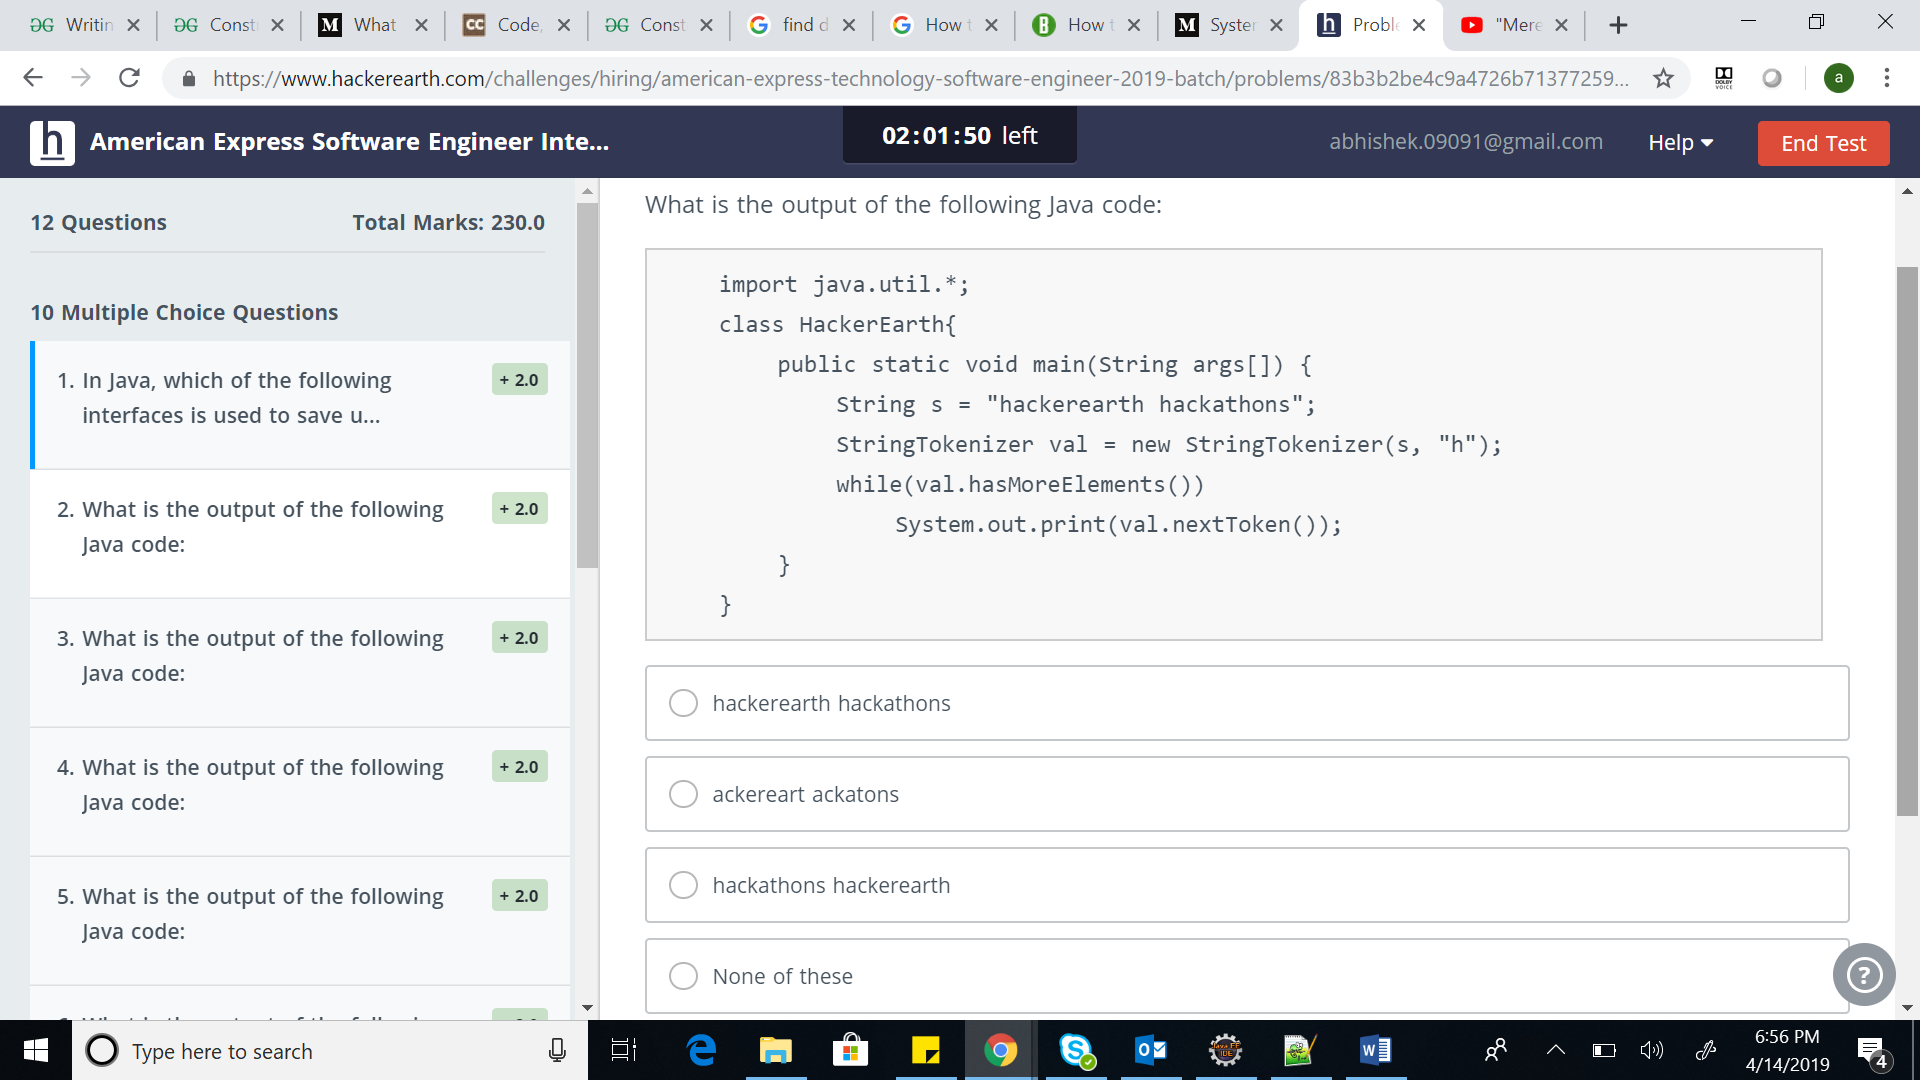 Writin
Const
What
Code,
Const
find d
How t
How t
System
Proble
"Mere
https://www.hackerearth.com/challenges/hiring/american-express-technology-software-engineer-2019-batch/problems/83b3b2be4c9a4726b71377259...
a
h American Express Software Engineer Inte...
02:01:50 left
abhishek.09091@gmail.com
Help
End Test
12 Questions
Total Marks: 230.0
10 Multiple Choice Questions
1. In Java, which of the following
interfaces is used to save u...
+ 2.0
2. What is the output of the following
Java code:
+ 2.0
3. What is the output of the following
Java code:
+ 2.0
4. What is the output of the following
Java code:
+ 2.0
5. What is the output of the following
Java code:
+ 2.0
What is the output of the following Java code:
import java.util.*;
class HackerEarth{
public static void main(String args[]) {
String s = "hackerearth hackathons";
StringTokenizer val = new StringTokenizer(s, "h");
while(val.hasMoreElements())
System.out.print(val.nextToken());
}
}
hackerearth hackathons
ackereart ackatons
hackathons hackerearth
None of these
?
Type here to search
6:56 PM
4/14/2019
4